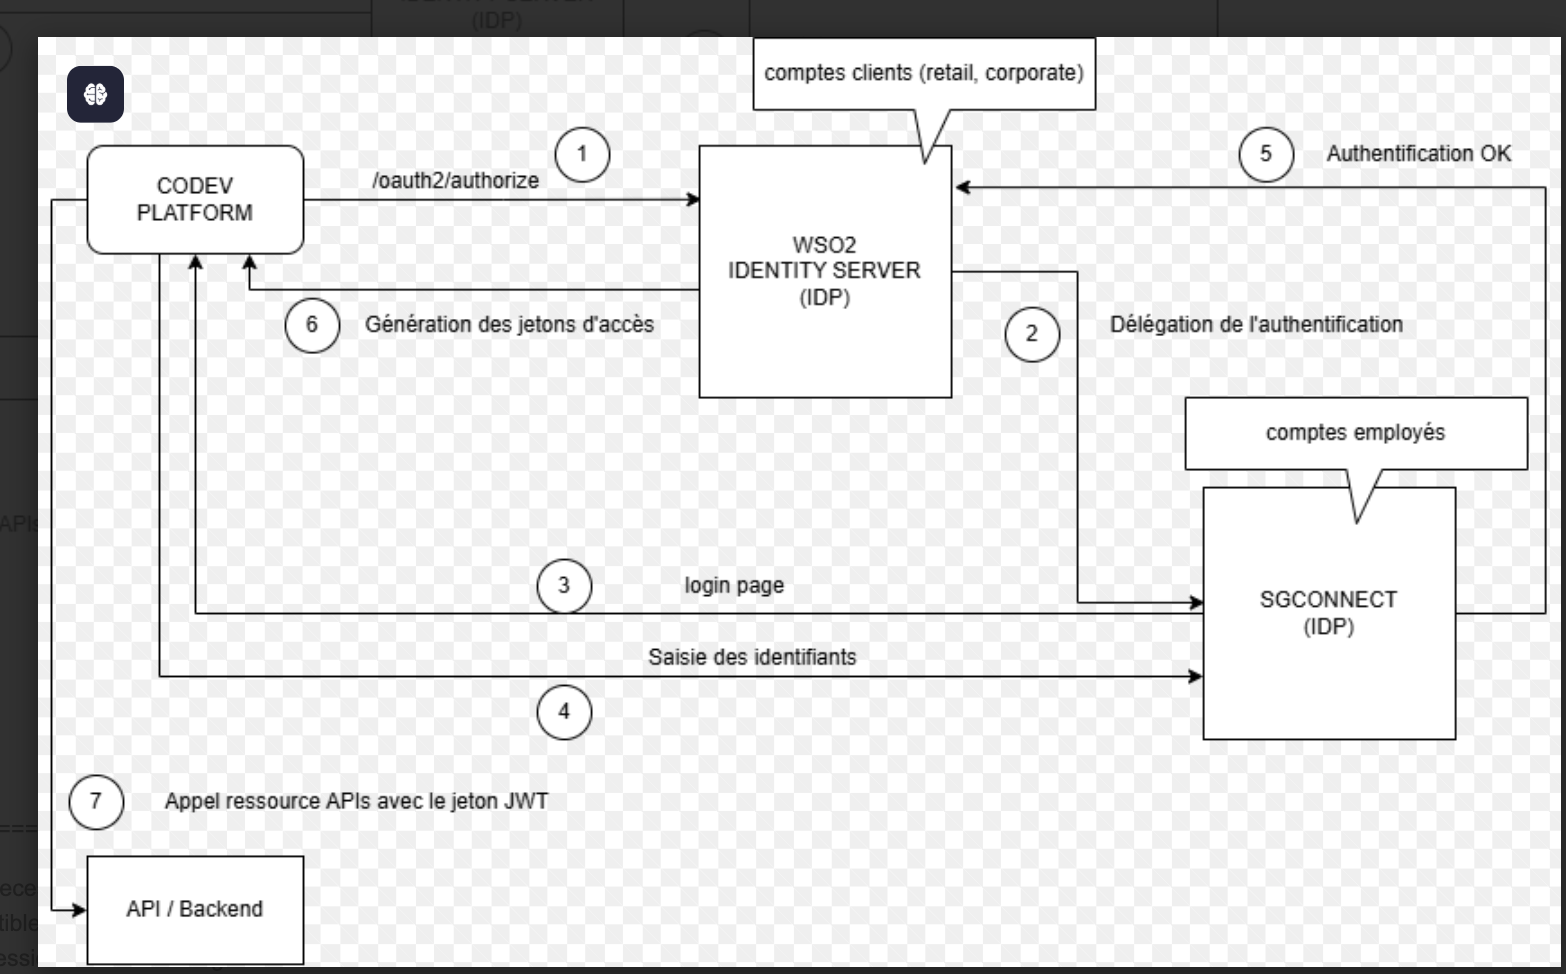 (IDP)
comptes clients (retail, corporate)
1
5
Authentification OK
/oauth2/authorize
CODEV
PLATFORM
WSO2
IDENTITY SERVER
(IDP)
6
Génération des jetons d'accès
2
Délégation de l'authentification
comptes employés
3
login page
SGCONNECT
(IDP)
Saisie des identifiants
4
7
Appel ressource APIs avec le jeton JWT
API / Backend